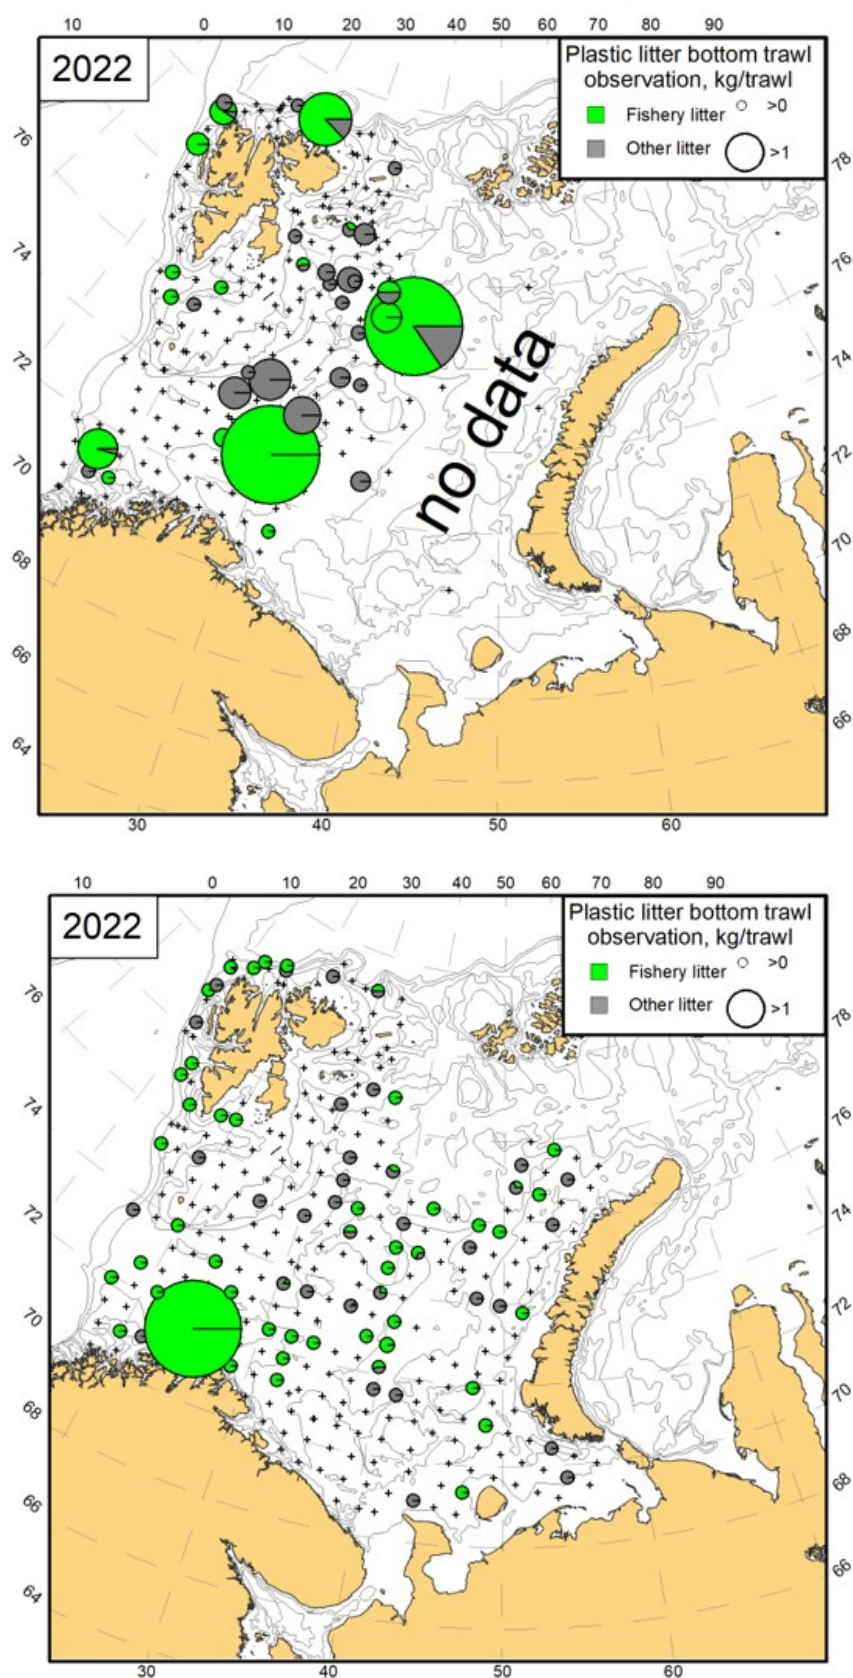 10 0 10 20 30 40 50 60 70 80 90
2022
Plastic litter bottom trawl
observation, kg/trawl
Fishery litter >0
Other litter >1
76
78
74
no data
72
72
70
70
68
68
66
66
64
30 40 50 60
10 0 10 20 30 40 50 60 70 80 90
2022
Plastic litter bottom trawl
observation, kg/trawl
Fishery litter >0
Other litter >1
76
78
74
72
72
70
70
68
68
66
66
64
30 40 50 60